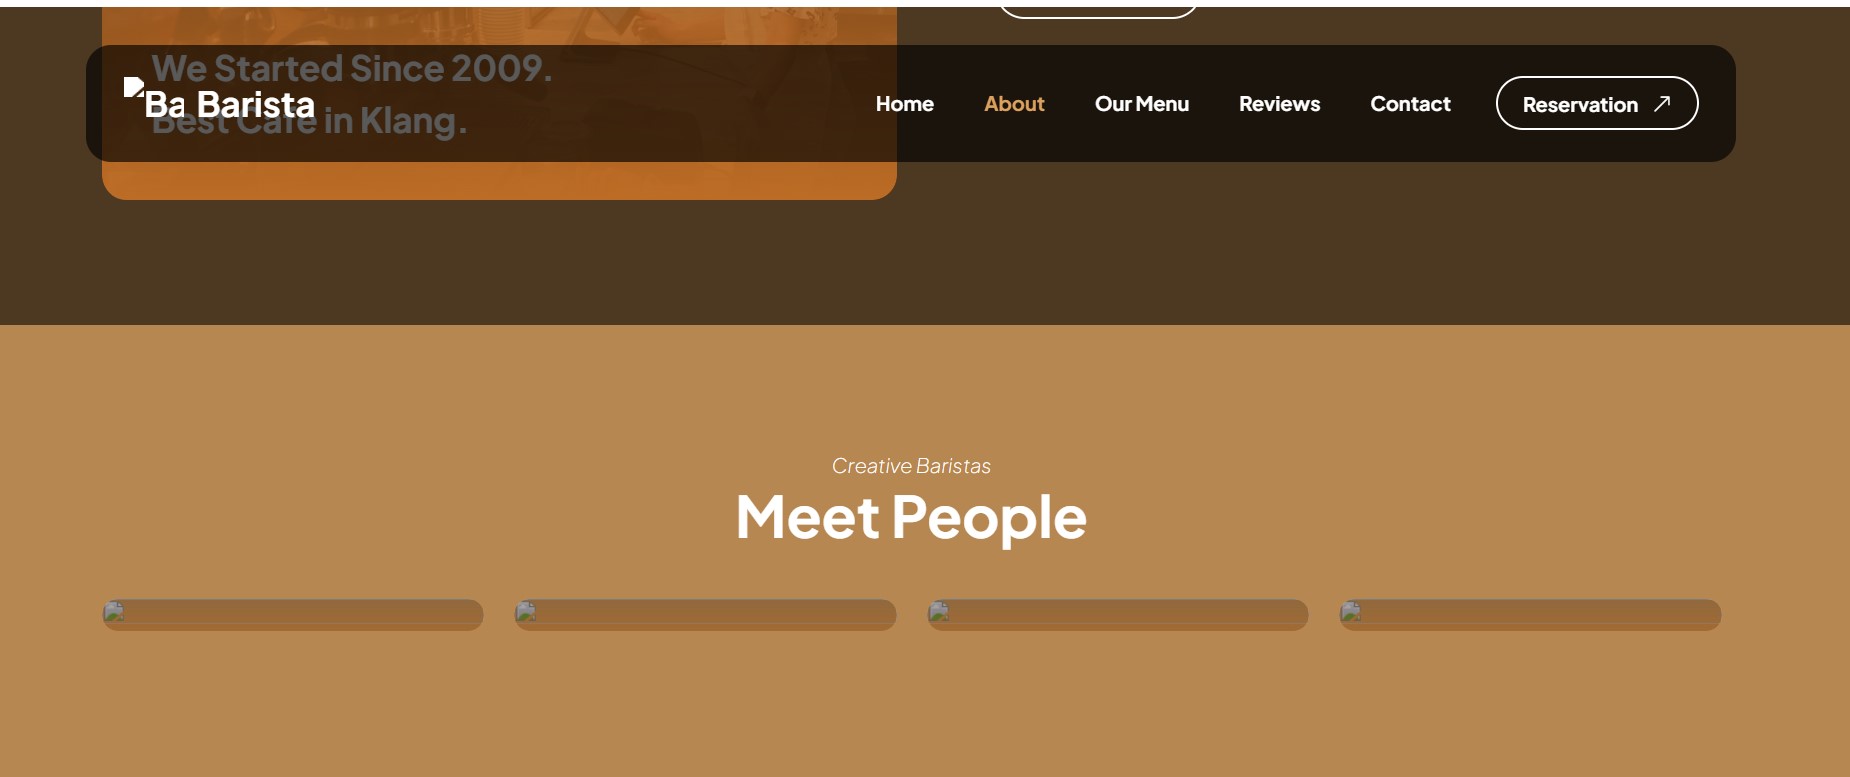 We Started Since 2009.
Best Cafe in Klang.
Ba Barista
Home
About
Our Menu
Reviews
Contact
Reservation
Creative Baristas
Meet People